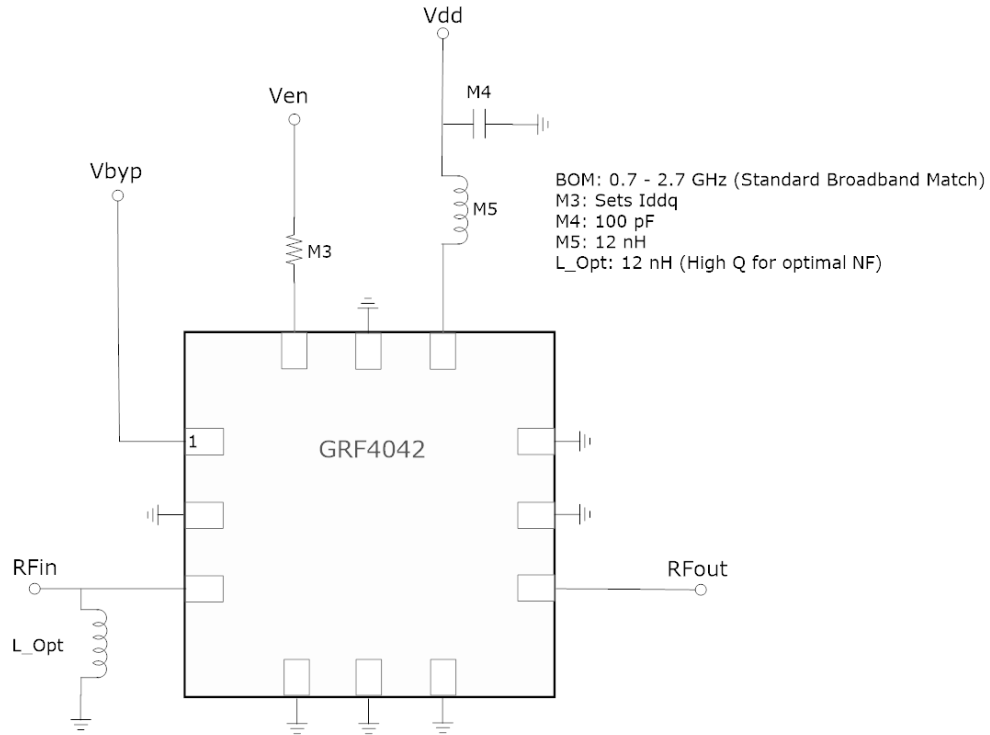 Vdd
M4
Ven
Vbyp
BOM: 0.7 - 2.7 GHz (Standard Broadband Match)
M3: Sets Iddq
M4: 100 pF
M5: 12 nH
L_Opt: 12 nH (High Q for optimal NF)
M5
M3
1
GRF4042
RFin
RFout
L_Opt